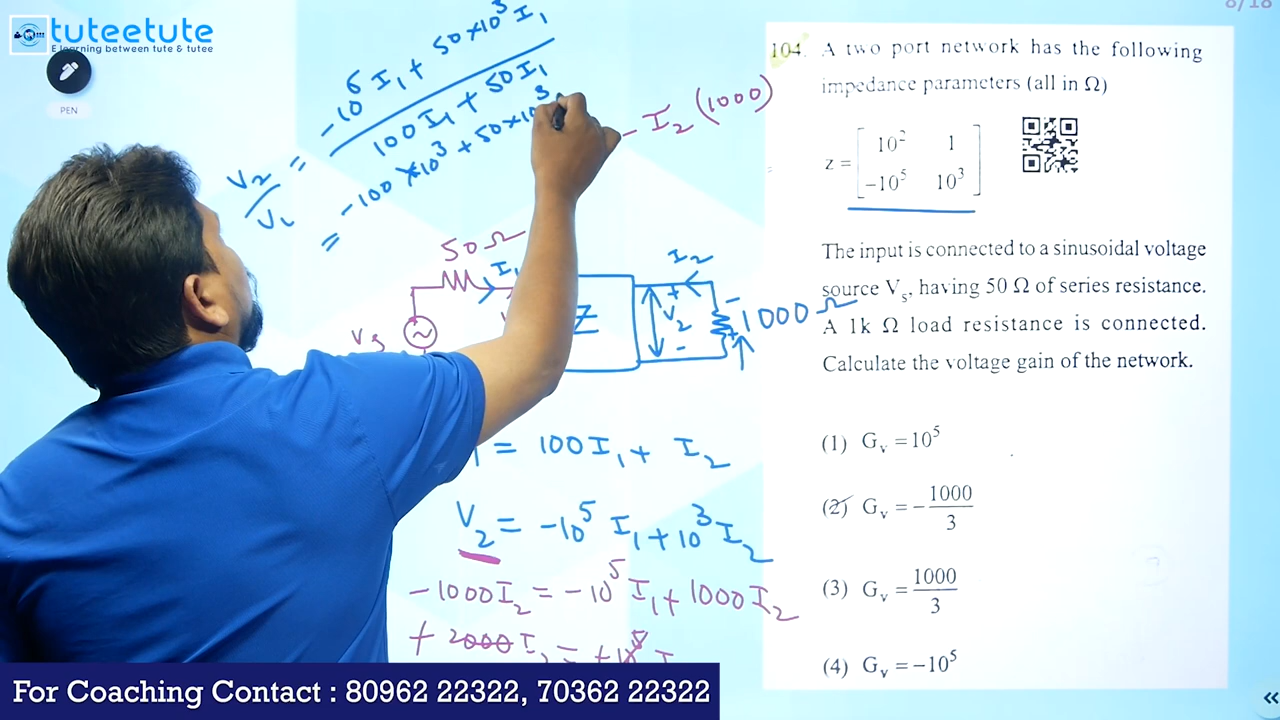 tuteetute
E learning between tute & tutee
PEN
8/18
V₂/V₁ = (-10⁵ I₁ + 50×10³ I₁)/(100 I₁ + 50 I₁)
= -100 ×10³ + 50×10³
- I₂ (1000)
50 Ω
I₁
I₂
Vs
Z
+ V₂ -
1000 Ω
= 100 I₁ + I₂
V₂ = -10⁵ I₁ + 10³ I₂
-1000 I₂ = -10⁵ I₁ + 1000 I₂
104. A two port network has the following
impedance parameters (all in Ω)
z = [10² 1
-10⁵ 10³]
The input is connected to a sinusoidal voltage
source Vₛ, having 50 Ω of series resistance.
A 1k Ω load resistance is connected.
Calculate the voltage gain of the network.
(1) Gᵥ = 10⁵
(2) Gᵥ = -1000/3
(3) Gᵥ = 1000/3
(4) Gᵥ = -10⁵
For Coaching Contact : 80962 22322, 70362 22322